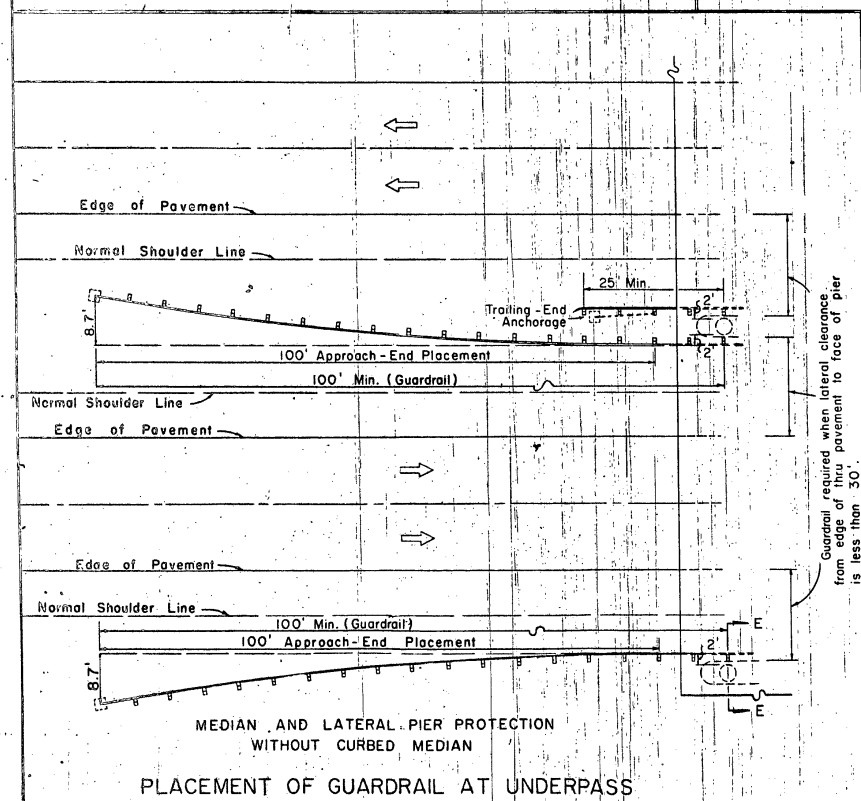 Edge of Pavement
Normal Shoulder Line
25' Min.
2'
Trailing-End
Anchorage
8.7'
2'
100' Approach-End Placement
100' Min. (Guardrail)
Normal Shoulder Line
Edge of Pavement
Guardrail required when lateral clearance
from edge of thru pavement to face of pier
is less than 30'.
Edge of Pavement
Normal Shoulder Line
100' Min. (Guardrail)
E
100' Approach-End Placement
2'
8.7'
E
MEDIAN AND LATERAL PIER PROTECTION
WITHOUT CURBED MEDIAN
PLACEMENT OF GUARDRAIL AT UNDERPASS